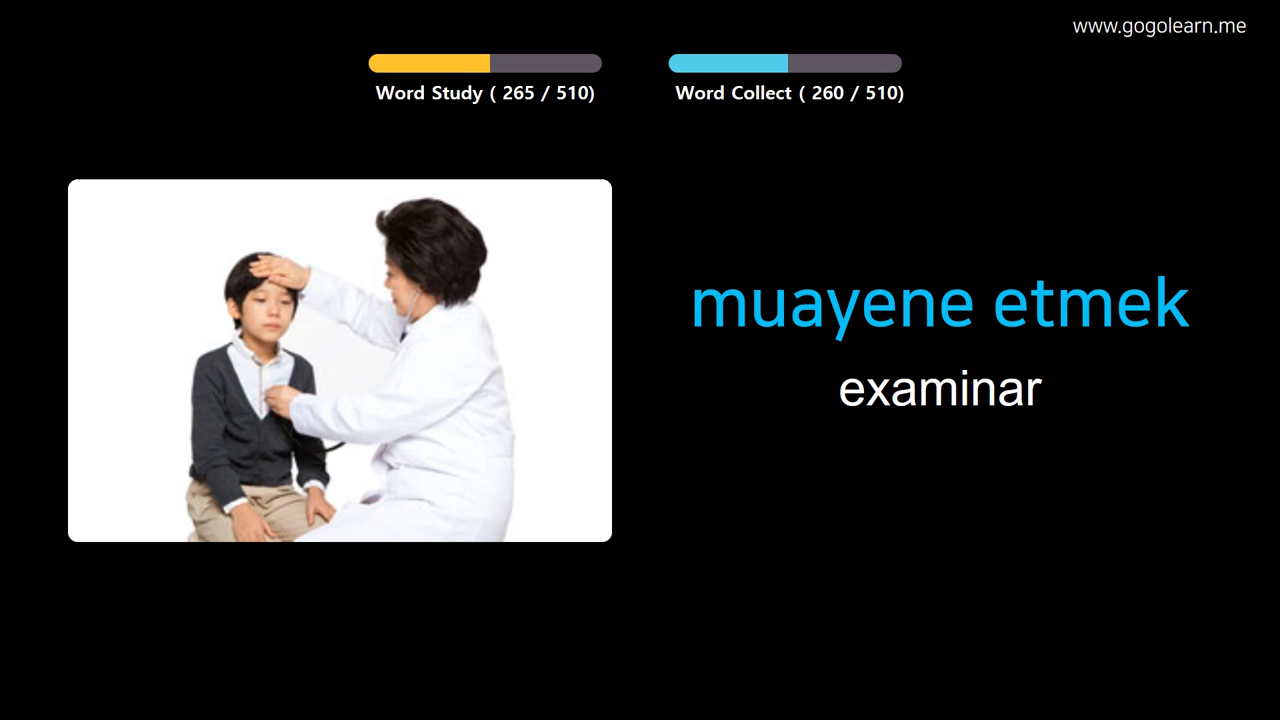 www.gogolearn.me
Word Study ( 265 / 510)
Word Collect ( 260 / 510)
muayene etmek
examinar